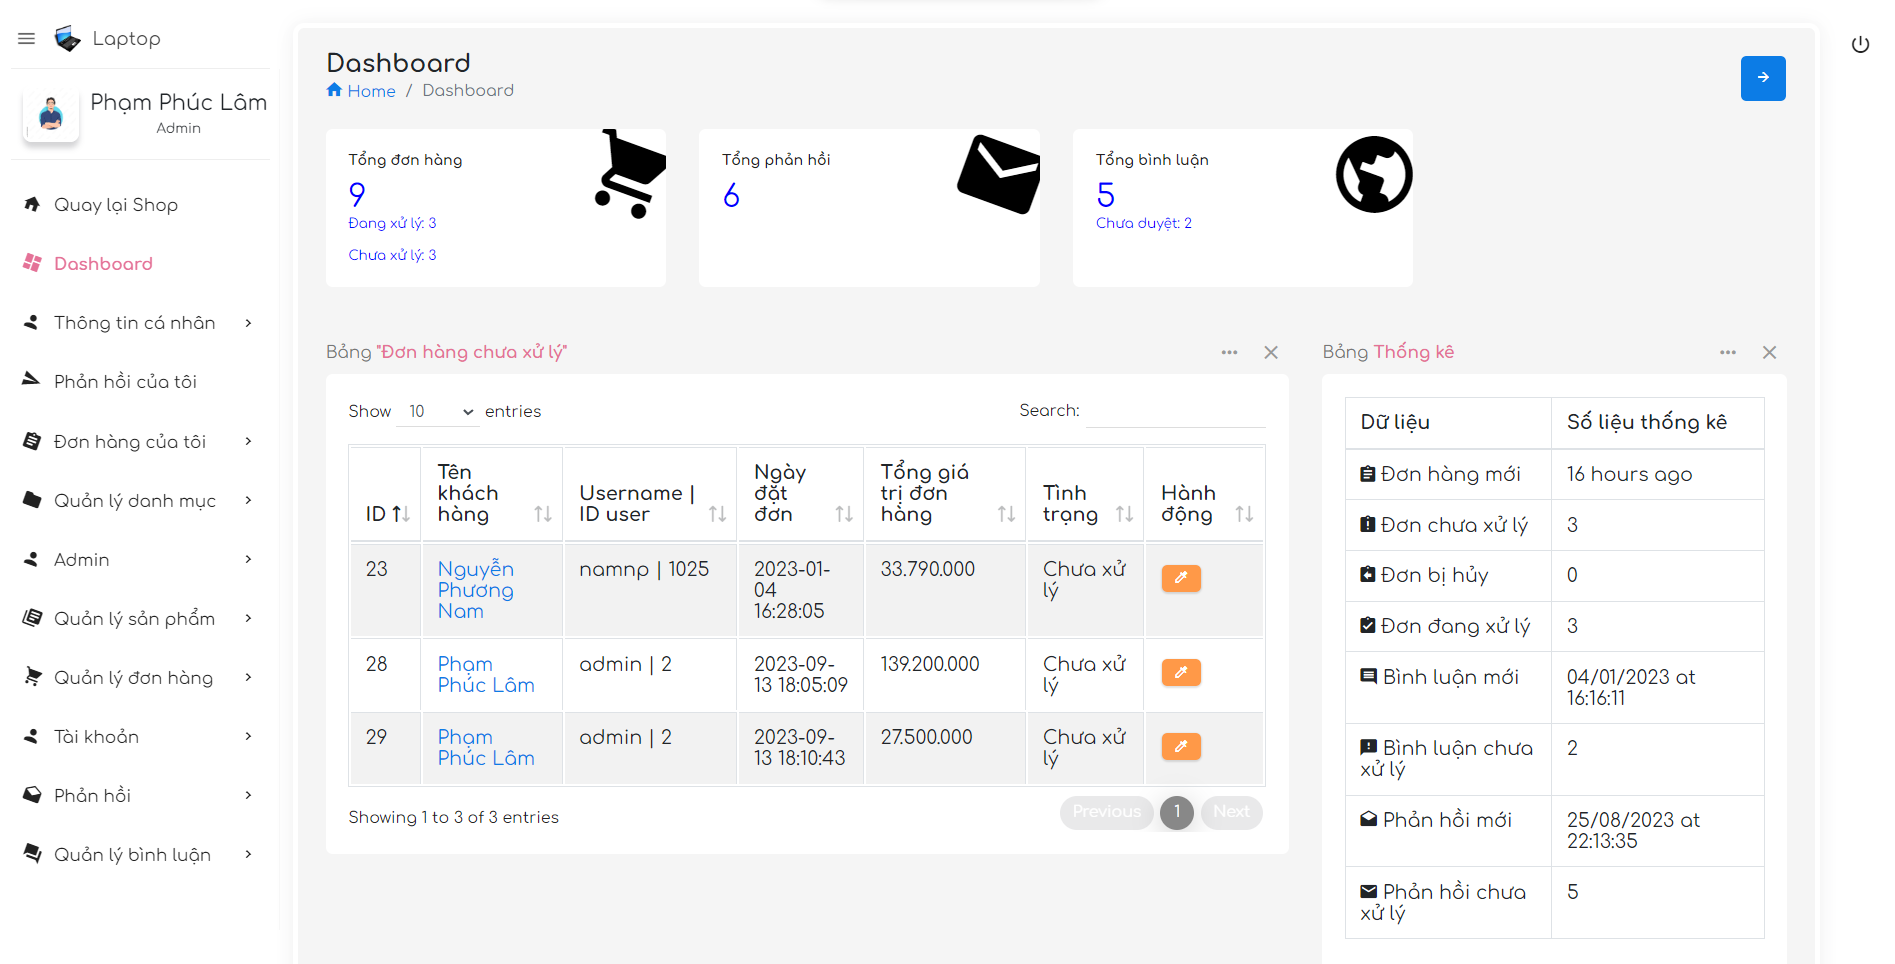 Laptop
Phạm Phúc Lâm
Admin
Quay lại Shop
Dashboard
Thông tin cá nhân
Phản hồi của tôi
Đơn hàng của tôi
Quản lý danh mục
Admin
Quản lý sản phẩm
Quản lý đơn hàng
Tài khoản
Phản hồi
Quản lý bình luận
Dashboard
Home / Dashboard
Tổng đơn hàng
9
Đang xử lý: 3
Chưa xử lý: 3
Tổng phản hồi
6
Tổng bình luận
5
Chưa duyệt: 2
Bảng "Đơn hàng chưa xử lý"
Show 10 entries
Search:
ID
Tên
khách
hàng
Username |
ID user
Ngày
đặt
đơn
Tổng giá
trị đơn
hàng
Tình
trạng
Hành
động
23
Nguyễn
Phương
Nam
namnp | 1025
2023-01-
04
16:28:05
33.790.000
Chưa xử
lý
28
Phạm
Phúc Lâm
admin | 2
2023-09-
13 18:05:09
139.200.000
Chưa xử
lý
29
Phạm
Phúc Lâm
admin | 2
2023-09-
13 18:10:43
27.500.000
Chưa xử
lý
Showing 1 to 3 of 3 entries
Previous 1 Next
Bảng Thống kê
Dữ liệu
Số liệu thống kê
Đơn hàng mới
16 hours ago
Đơn chưa xử lý
3
Đơn bị hủy
0
Đơn đang xử lý
3
Bình luận mới
04/01/2023 at
16:16:11
Bình luận chưa
xử lý
2
Phản hồi mới
25/08/2023 at
22:13:35
Phản hồi chưa
xử lý
5